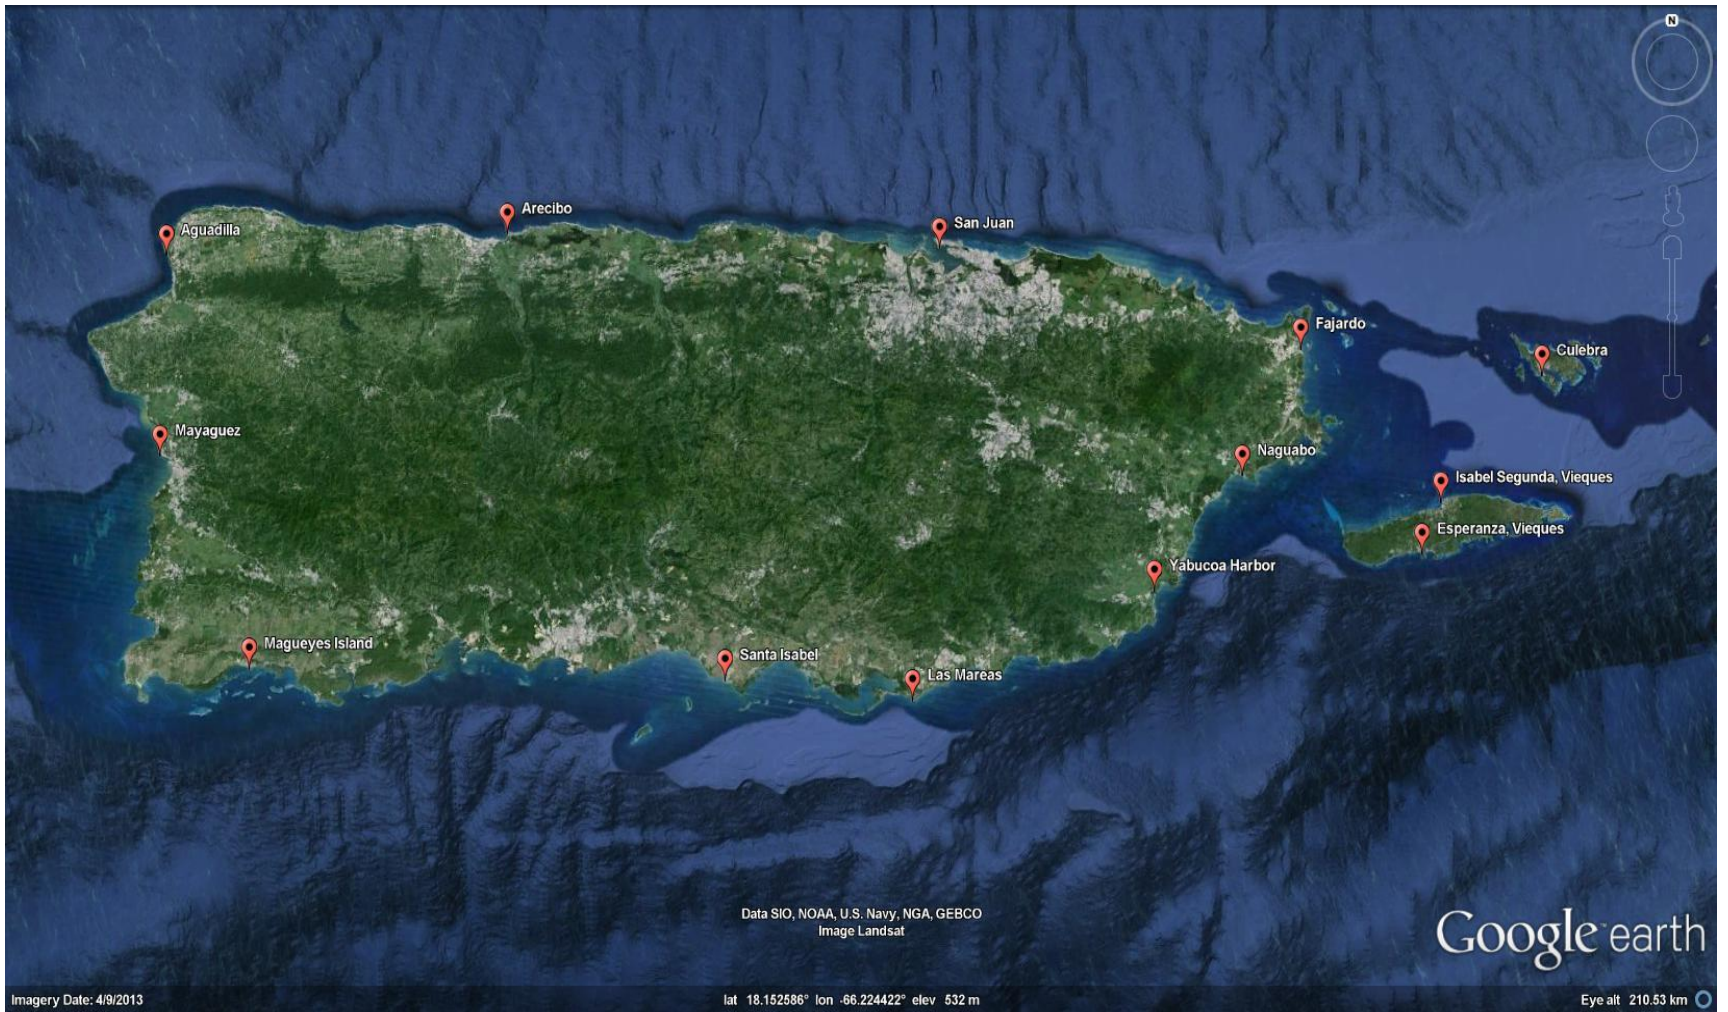 N
Arecibo
San Juan
Aguadilla
Fajardo
Culebra
Mayaguez
Naguabo
Isabel Segunda, Vieques
Esperanza, Vieques
Yabucoa Harbor
Magueyes Island
Santa Isabel
Las Mareas
Data SIO, NOAA, U.S. Navy, NGA, GEBCO
Image Landsat
Google earth
Imagery Date: 4/9/2013
lat 18.152586° lon -66.224422° elev 532 m
Eye alt 210.53 km